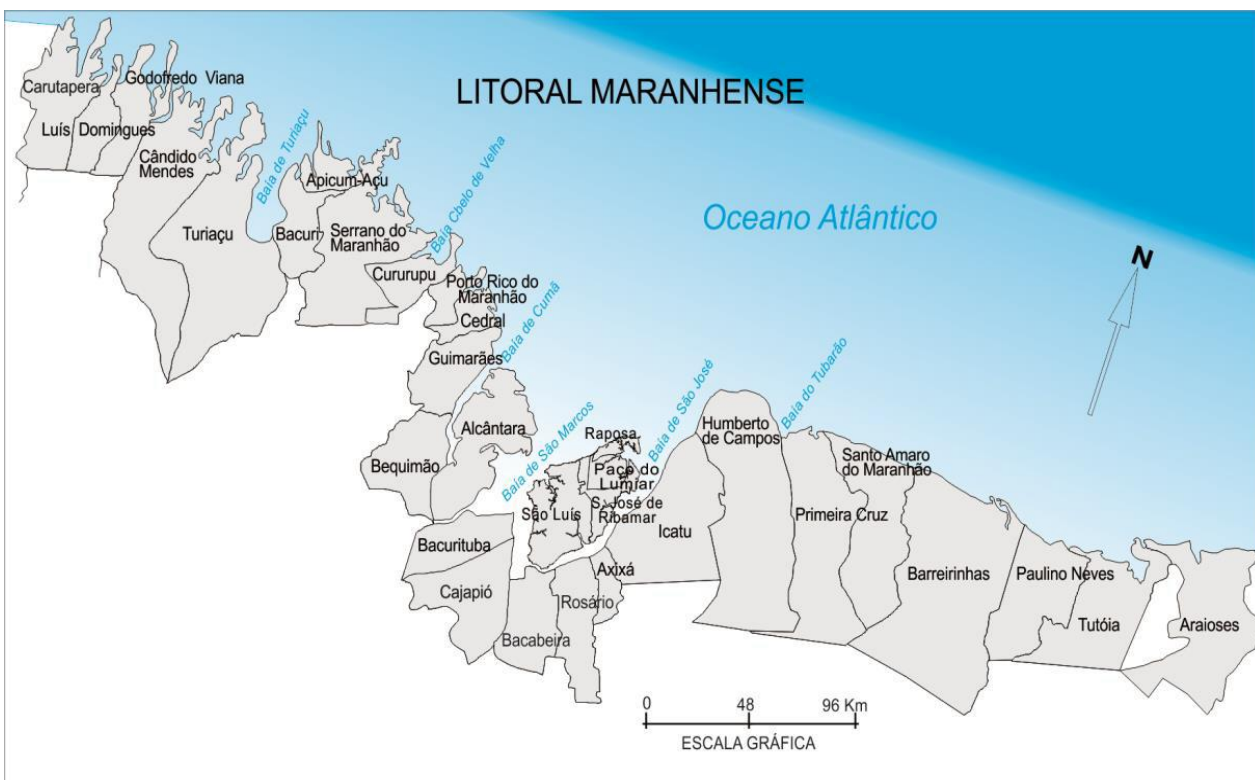 LITORAL MARANHENSE
Carutapera
Godofredo Viana
Luís Domingues
Cândido
Mendes
Baía de Turiaçu
Turiaçu
Apicum-Açu
Bacuri
Serrano do
Maranhão
Baía Cbelo de Velha
Cururupu
Porto Rico do
Maranhão
Cedral
Baía de Cumã
Guimarães
Oceano Atlântico
N
Alcântara
Bequimão
Baía de São Marcos
Raposa
Paço do
Lumiar
Baía de São José
São Luís
S. José de
Ribamar
Humberto
de Campos
Baía do Tubarão
Santo Amaro
do Maranhão
Primeira Cruz
Icatu
Bacurituba
Cajapió
Axixá
Rosário
Bacabeira
Barreirinhas
Paulino Neves
Tutóia
Araioses
0 48 96 Km
ESCALA GRÁFICA